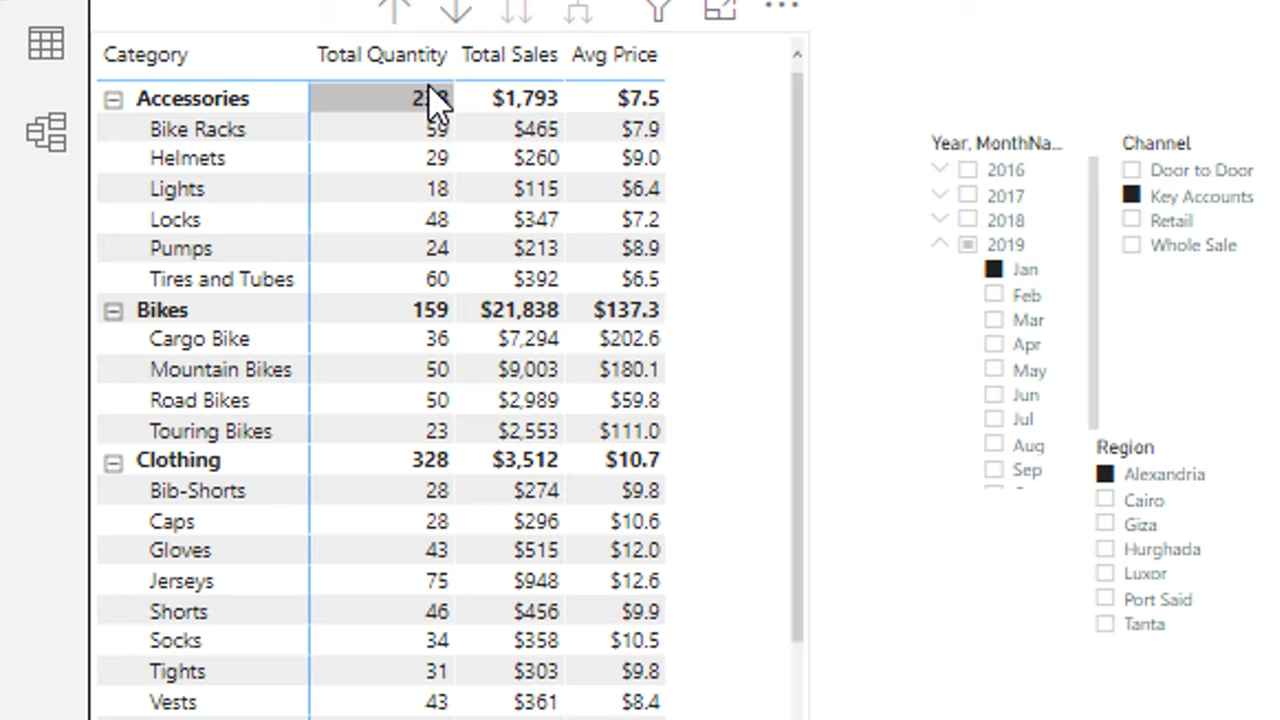 Category Total Quantity Total Sales Avg Price
Accessories $1,793 $7.5
Bike Racks 59 $465 $7.9
Helmets 29 $260 $9.0
Lights 18 $115 $6.4
Locks 48 $347 $7.2
Pumps 24 $213 $8.9
Tires and Tubes 60 $392 $6.5
Bikes 159 $21,838 $137.3
Cargo Bike 36 $7,294 $202.6
Mountain Bikes 50 $9,003 $180.1
Road Bikes 50 $2,989 $59.8
Touring Bikes 23 $2,553 $111.0
Clothing 328 $3,512 $10.7
Bib-Shorts 28 $274 $9.8
Caps 28 $296 $10.6
Gloves 43 $515 $12.0
Jerseys 75 $948 $12.6
Shorts 46 $456 $9.9
Socks 34 $358 $10.5
Tights 31 $303 $9.8
Vests 43 $361 $8.4
Year, MonthNa...
2016
2017
2018
2019
Jan
Feb
Mar
Apr
May
Jun
Jul
Aug
Sep
Channel
Door to Door
Key Accounts
Retail
Whole Sale
Region
Alexandria
Cairo
Giza
Hurghada
Luxor
Port Said
Tanta